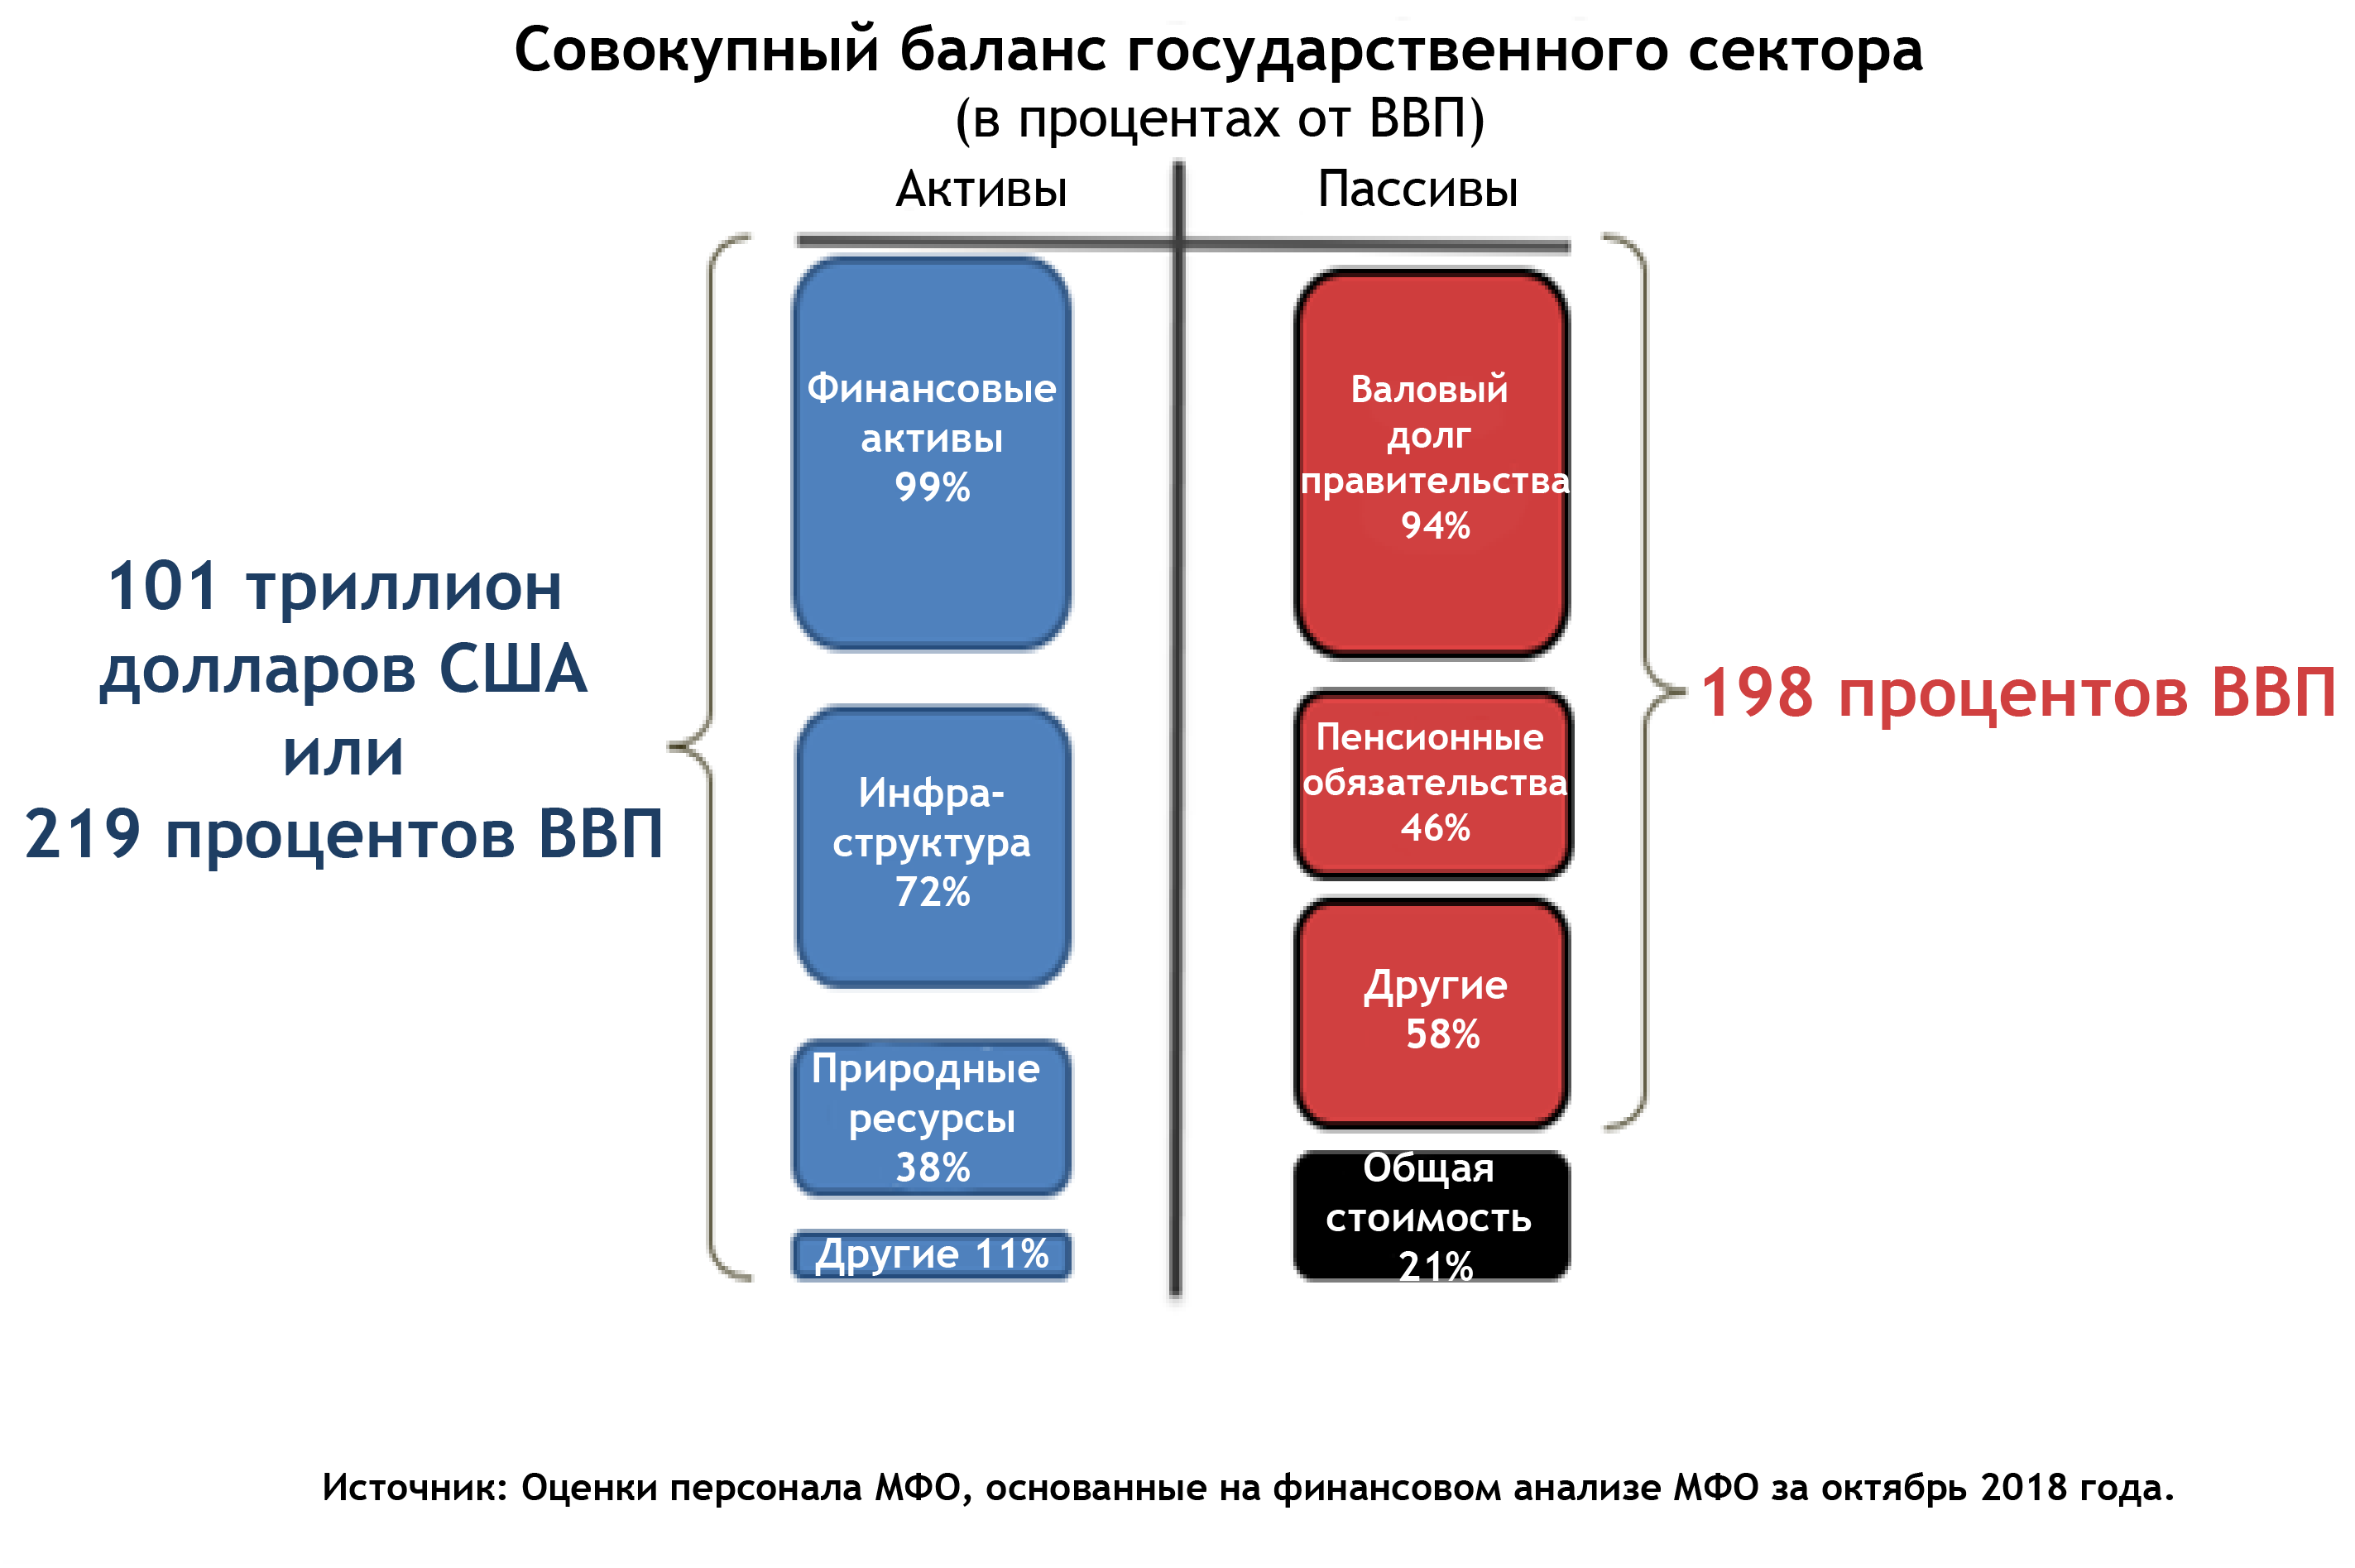 Совокупный баланс государственного сектора
(в процентах от ВВП)
Активы
Пассивы
101 триллион
долларов США
или
219 процентов ВВП
Финансовые
активы
99%
Инфра-
структура
72%
Природные
ресурсы
38%
Другие 11%
Валовый
долг
правительства
94%
Пенсионные
обязательства
46%
Другие
58%
Общая
стоимость
21%
198 процентов ВВП
Источник: Оценки персонала МФО, основанные на финансовом анализе МФО за октябрь 2018 года.